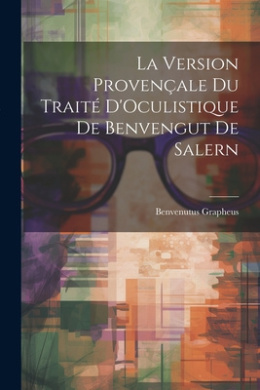 La Version
Provençale Du
Traité D'Oculistique
De Benvengut De
Salern
Benvenutus Grapheus